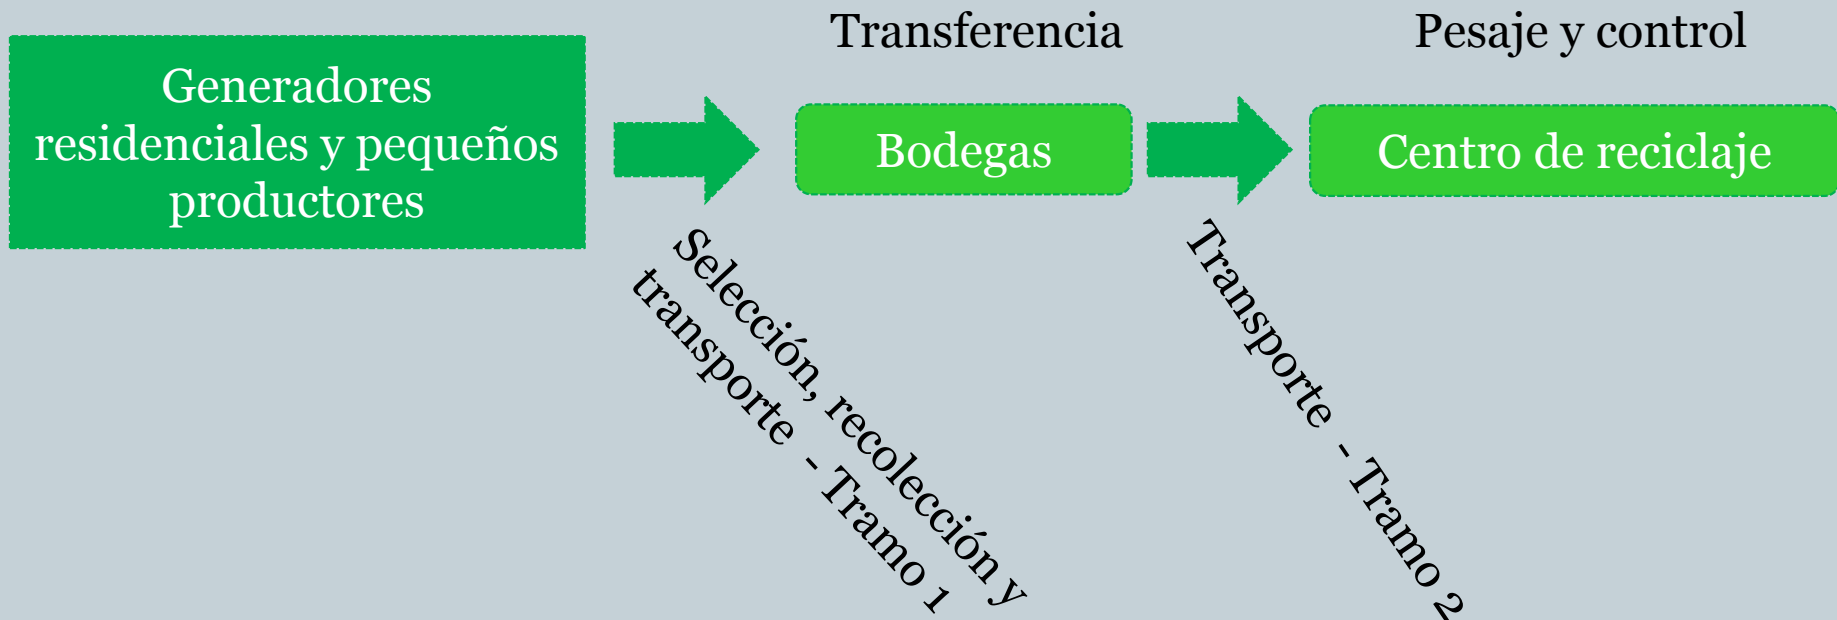 Transferencia
Pesaje y control
Generadores
residenciales y pequeños
productores
Bodegas
Centro de reciclaje
Selección, recolección y
transporte - Tramo 1
Transporte - Tramo 2